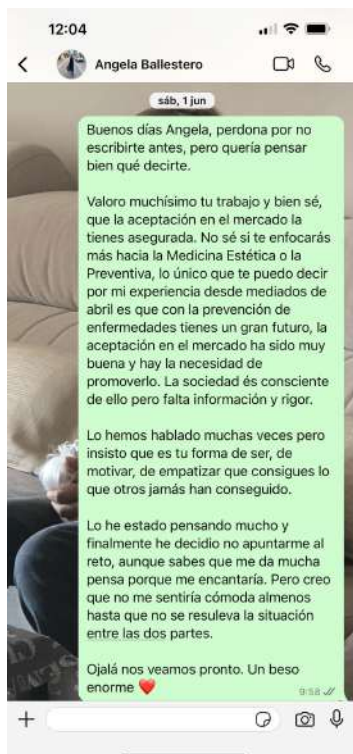 12:04
Angela Ballestero
sáb, 1 jun
Buenos días Angela, perdona por no
escribirte antes, pero quería pensar
bien qué decirte.
Valoro muchísimo tu trabajo y bien sé,
que la aceptación en el mercado la
tienes asegurada. No sé si te enfocarás
más hacia la Medicina Estética o la
Preventiva, lo único que te puedo decir
por mi experiencia desde mediados de
abril es que con la prevención de
enfermedades tienes un gran futuro, la
aceptación en el mercado ha sido muy
buena y hay la necesidad de
promoverlo. La sociedad és consciente
de ello pero falta información y rigor.
Lo hemos hablado muchas veces pero
insisto que es tu forma de ser, de
motivar, de empatizar que consigues lo
que otros jamás han conseguido.
Lo he estado pensando mucho y
finalmente he decidio no apuntarme al
reto, aunque sabes que me da mucha
pensa porque me encantaría. Pero creo
que no me sentiría cómoda almenos
hasta que no se resuleva la situación
entre las dos partes.
Ojalá nos veamos pronto. Un beso
enorme ❤️
9:58